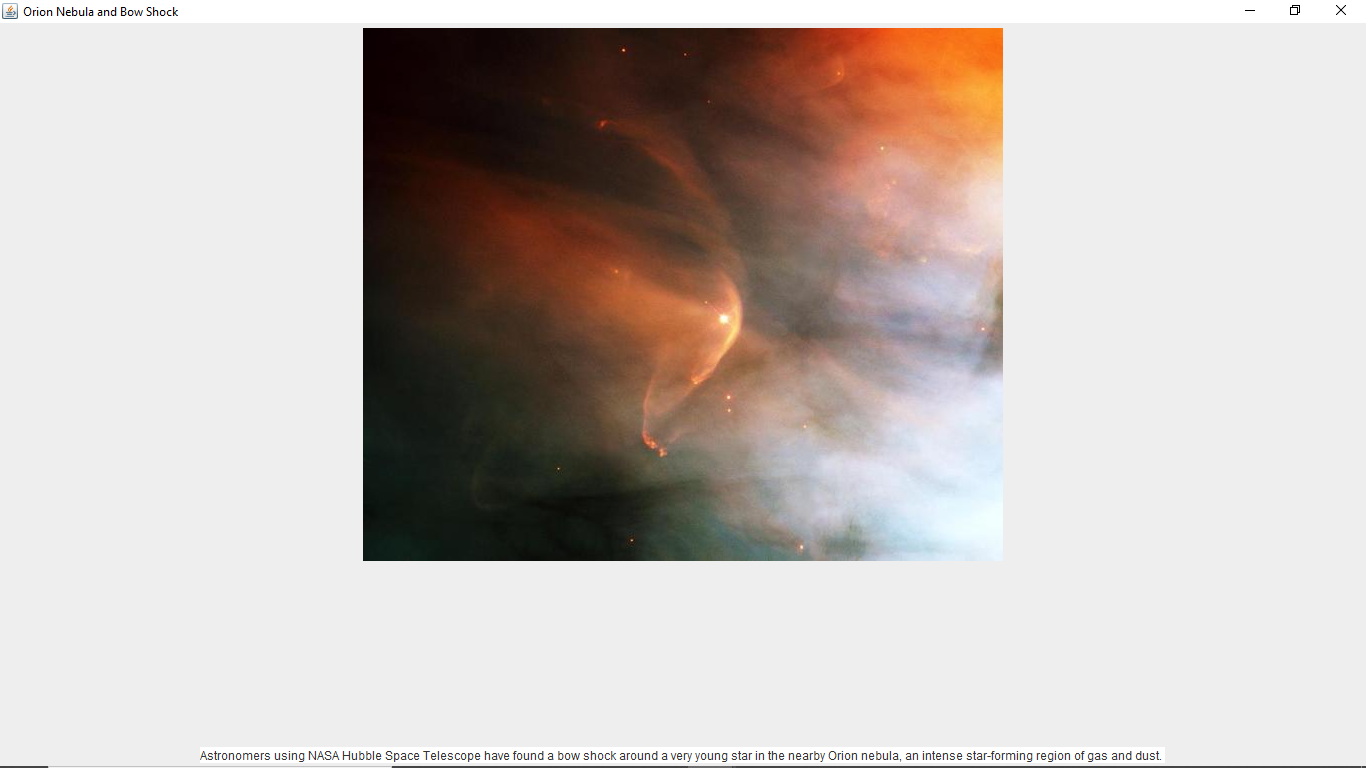 Orion Nebula and Bow Shock
Astronomers using NASA Hubble Space Telescope have found a bow shock around a very young star in the nearby Orion nebula, an intense star-forming region of gas and dust.